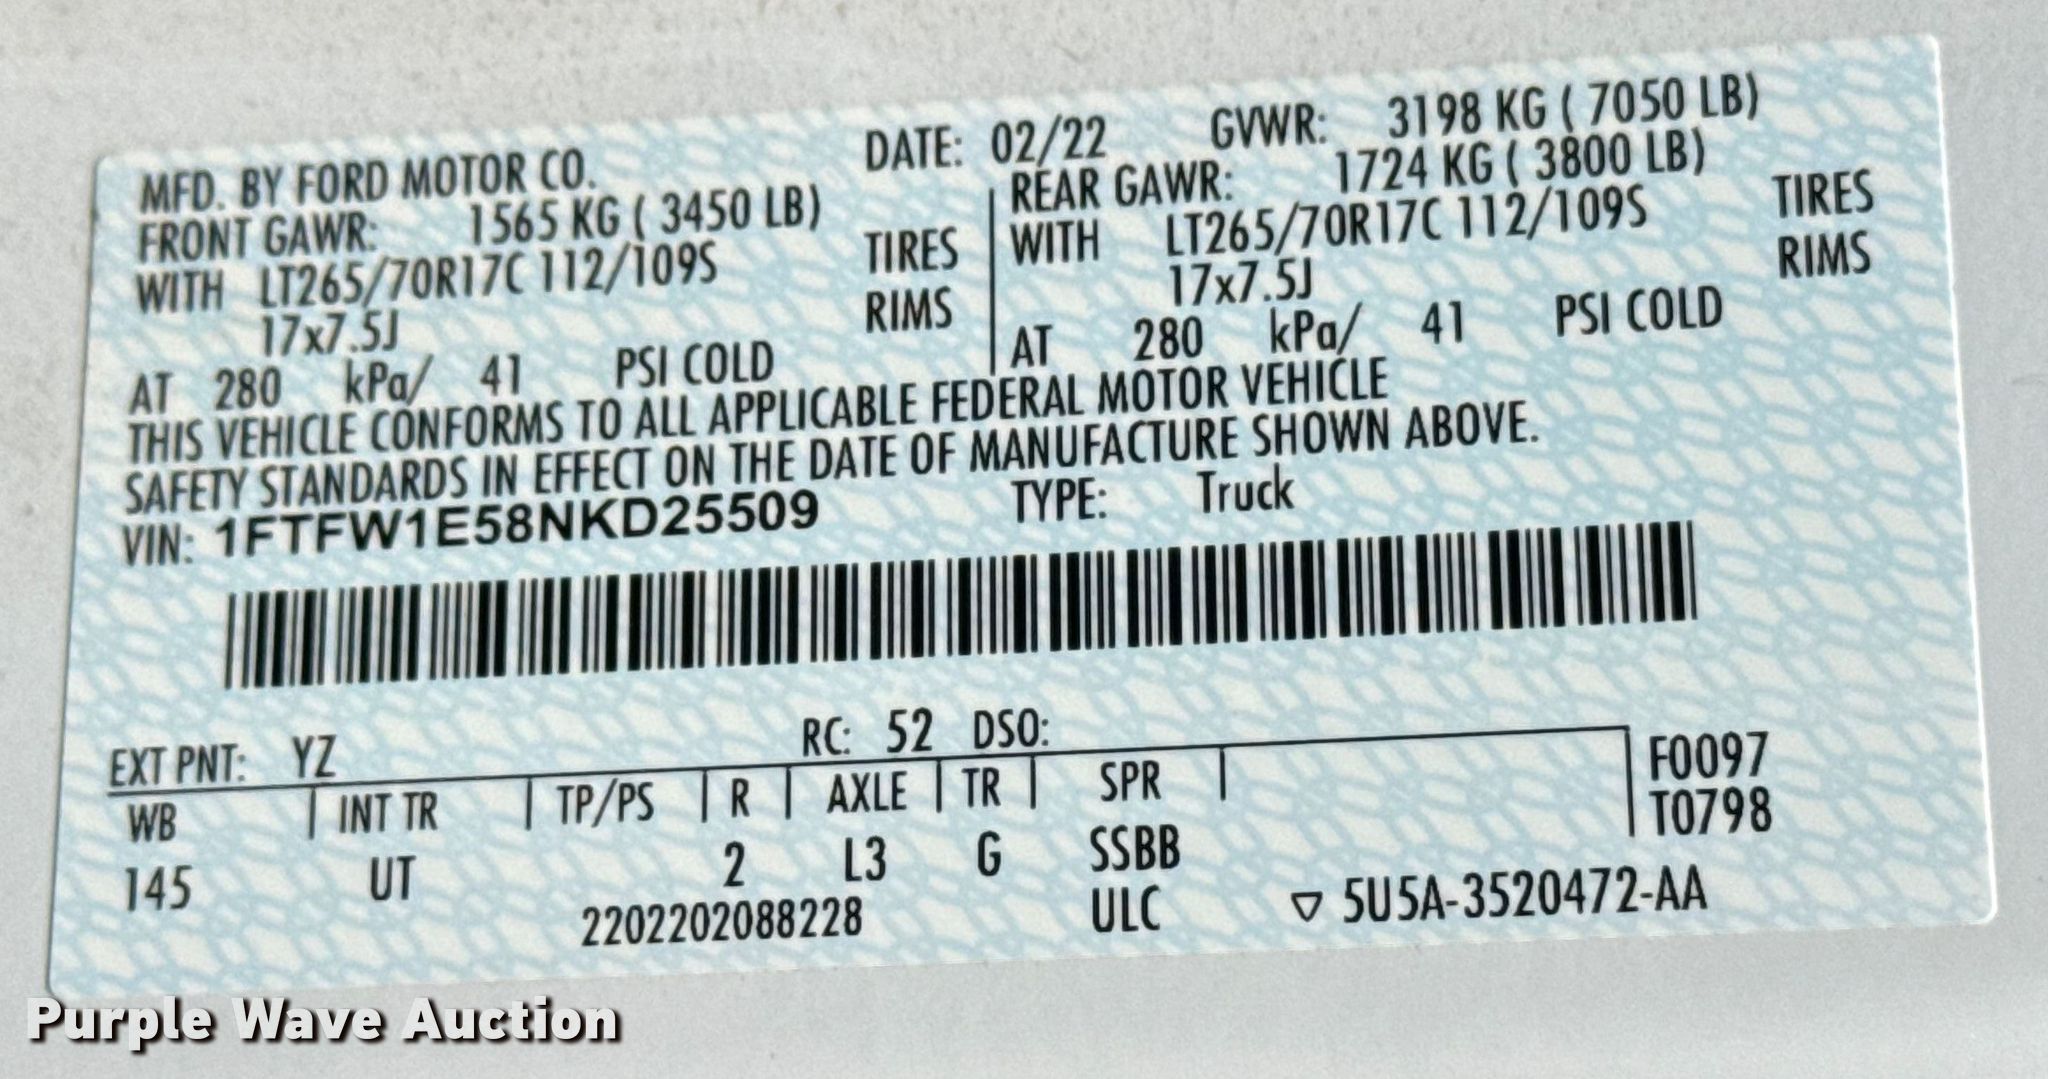 MFD. BY FORD MOTOR CO. DATE: 02/22 GVWR: 3198 KG ( 7050 LB)
FRONT GAWR: 1565 KG ( 3450 LB) REAR GAWR: 1724 KG ( 3800 LB)
WITH LT265/70R17C 112/109S TIRES WITH LT265/70R17C 112/109S TIRES
17x7.5J RIMS 17x7.5J RIMS
AT 280 kPa/ 41 PSI COLD AT 280 kPa/ 41 PSI COLD
THIS VEHICLE CONFORMS TO ALL APPLICABLE FEDERAL MOTOR VEHICLE
SAFETY STANDARDS IN EFFECT ON THE DATE OF MANUFACTURE SHOWN ABOVE.
VIN: 1FTFW1E58NKD25509 TYPE: Truck
EXT PNT: YZ RC: 52 DSO:
WB INT TR TP/PS R AXLE TR SPR F0097
T0798
145 UT 2 L3 G SSBB
2202202088228 ULC ▽ 5U5A-3520472-AA
Purple Wave Auction